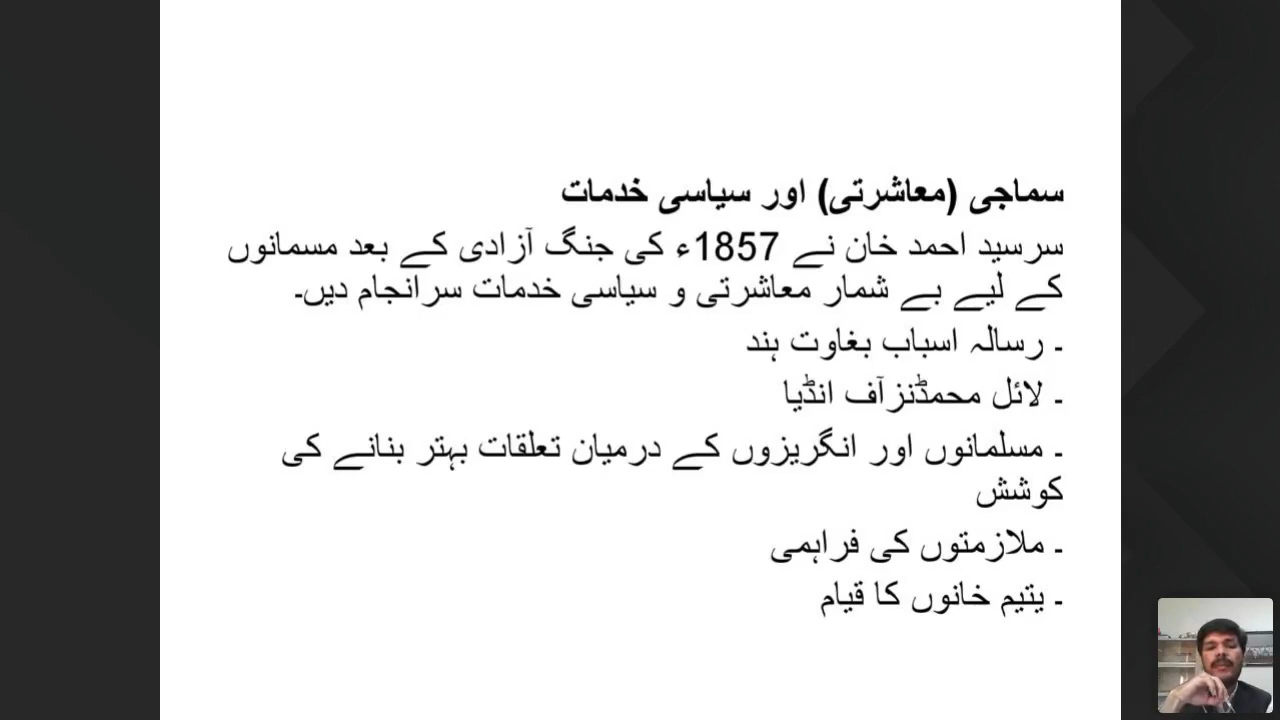 سماجی (معاشرتی) اور سیاسی خدمات
سرسید احمد خان نے 1857ء کی جنگ آزادی کے بعد مسمانوں
کے لیے بے شمار معاشرتی و سیاسی خدمات سرانجام دیں۔
۔ رسالہ اسباب بغاوت ہند
۔ لائل محمڈنزآف انڈیا
۔ مسلمانوں اور انگریزوں کے درمیان تعلقات بہتر بنانے کی
کوشش
۔ ملازمتوں کی فراہمی
۔ یتیم خانوں کا قیام